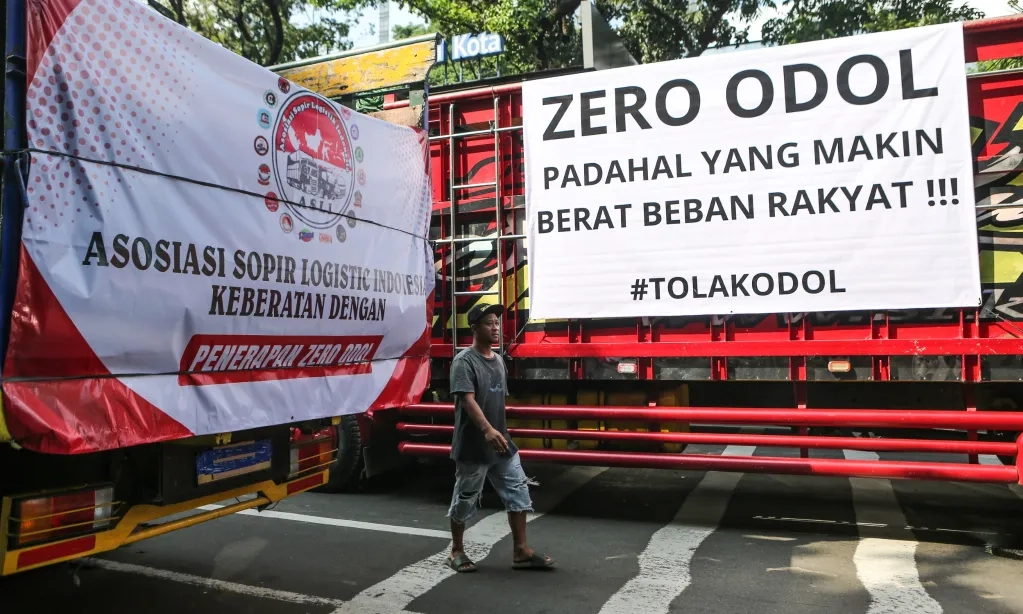 ASLI
ASOSIASI SOPIR LOGISTIC INDONESIA
KEBERATAN DENGAN
PENERAPAN ZERO ODOL
Kota
ZERO ODOL
PADAHAL YANG MAKIN
BERAT BEBAN RAKYAT !!!
#TOLAKODOL